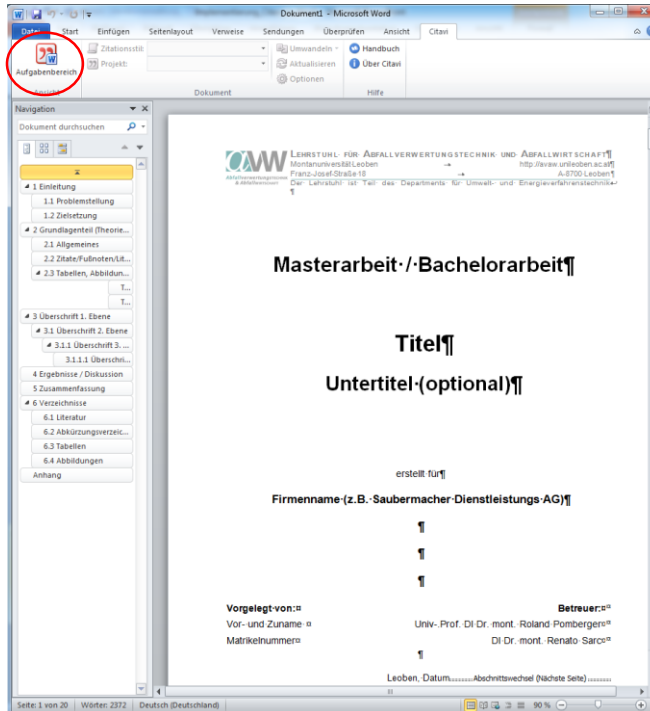 Dokument1 - Microsoft Word
Datei Start Einfügen Seitenlayout Verweise Sendungen Überprüfen Ansicht Citavi
Aufgabenbereich
Zitationsstil:
Projekt:
Umwandeln
Aktualisieren
Optionen
Handbuch
Über Citavi
Ansicht Dokument Hilfe
Navigation
Dokument durchsuchen
1 Einleitung
1.1 Problemstellung
1.2 Zielsetzung
2 Grundlagenteil (Theorie...
2.1 Allgemeines
2.2 Zitate/Fußnoten/Lit...
2.3 Tabellen, Abbildun...
T...
T...
3 Überschrift 1. Ebene
3.1 Überschrift 2. Ebene
3.1.1 Überschrift 3. ...
3.1.1.1 Überschri...
4 Ergebnisse / Diskussion
5 Zusammenfassung
6 Verzeichnisse
6.1 Literatur
6.2 Abkürzungsverzeic...
6.3 Tabellen
6.4 Abbildungen
Anhang
AVW
Abfallverwertungstechnik
& Abfallwirtschaft
LEHRSTUHL· FÜR· ABFALLVERWERTUNGSTECHNIK· UND· ABFALLWIRTSCHAFT¶
Montanuniversität Leoben → http://avaw.unileoben.ac.at¶
Franz-Josef-Straße·18 → A-8700·Leoben¶
Der· Lehrstuhl· ist· Teil· des· Departments· für· Umwelt-· und· Energieverfahrenstechnik↵
¶
Masterarbeit·/·Bachelorarbeit¶
Titel¶
Untertitel·(optional)¶
erstellt·für¶
Firmenname·(z.B.·Saubermacher·Dienstleistungs·AG)¶
¶
¶
¶
Vorgelegt·von:¤ Betreuer:¤¤
Vor-·und·Zuname·¤ Univ-.Prof.·DI·Dr.·mont.·Roland·Pomberger¤¤
Matrikelnummer¤ DI·Dr.·mont.·Renato·Sarc¤¤
¶
Leoben,·Datum Abschnittswechsel (Nächste Seite)
Seite: 1 von 20 Wörter: 2372 Deutsch (Deutschland) 90 %